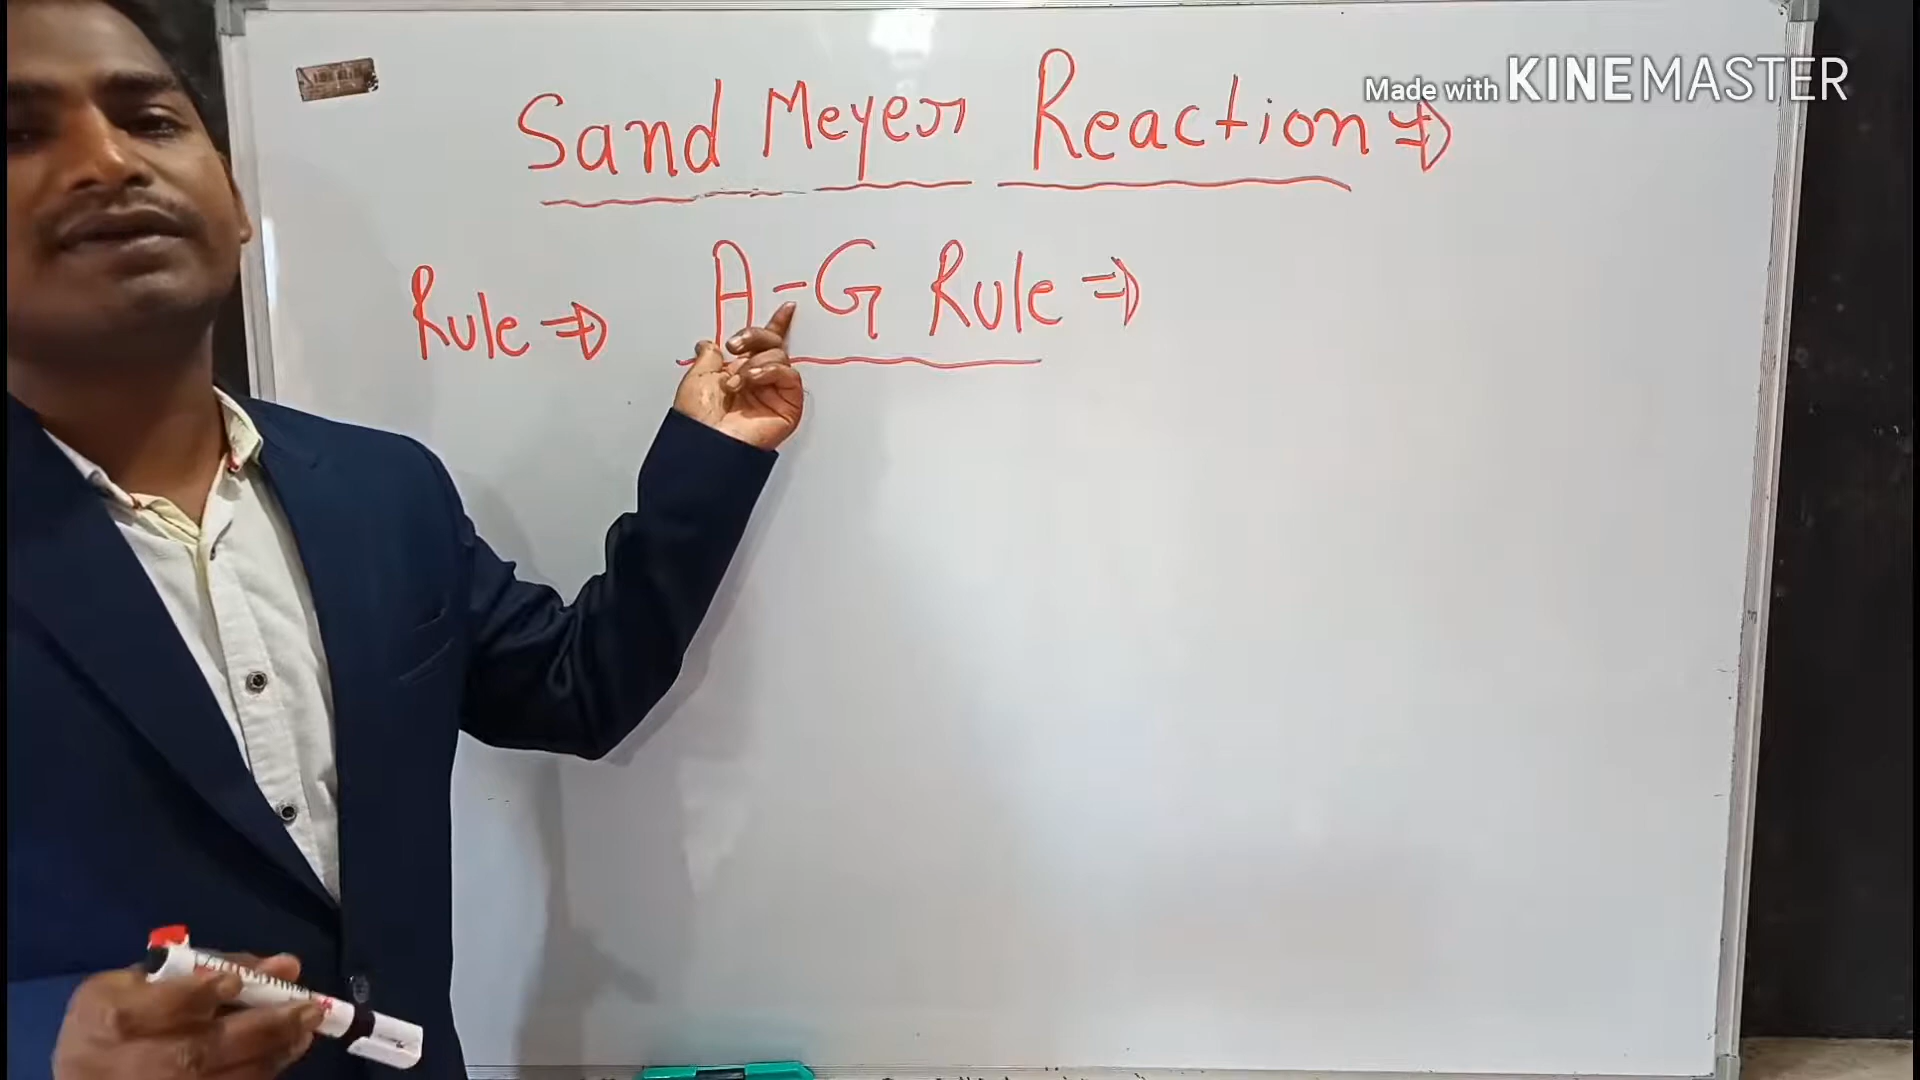 Made with KINEMASTER
Sand Meyer Reaction ⇒
Rule ⇒ A-G Rule ⇒